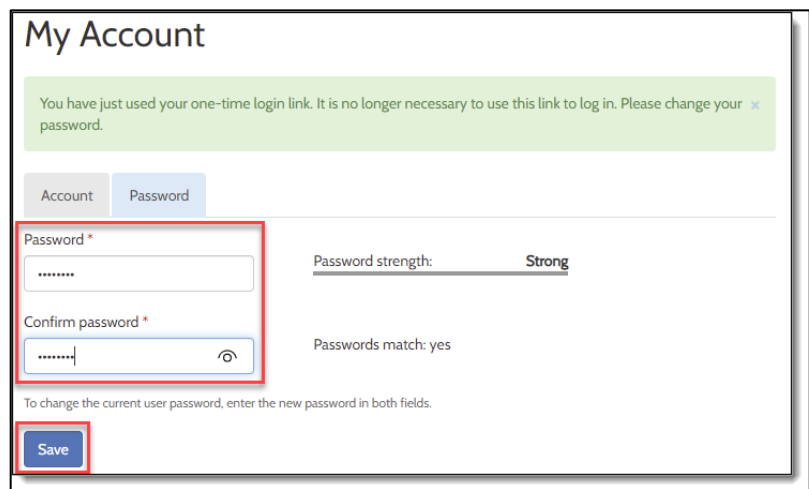 My Account
You have just used your one-time login link. It is no longer necessary to use this link to log in. Please change your ×
password.
Account Password
Password *
••••••••
Password strength: Strong
Confirm password *
••••••••
Passwords match: yes
To change the current user password, enter the new password in both fields.
Save